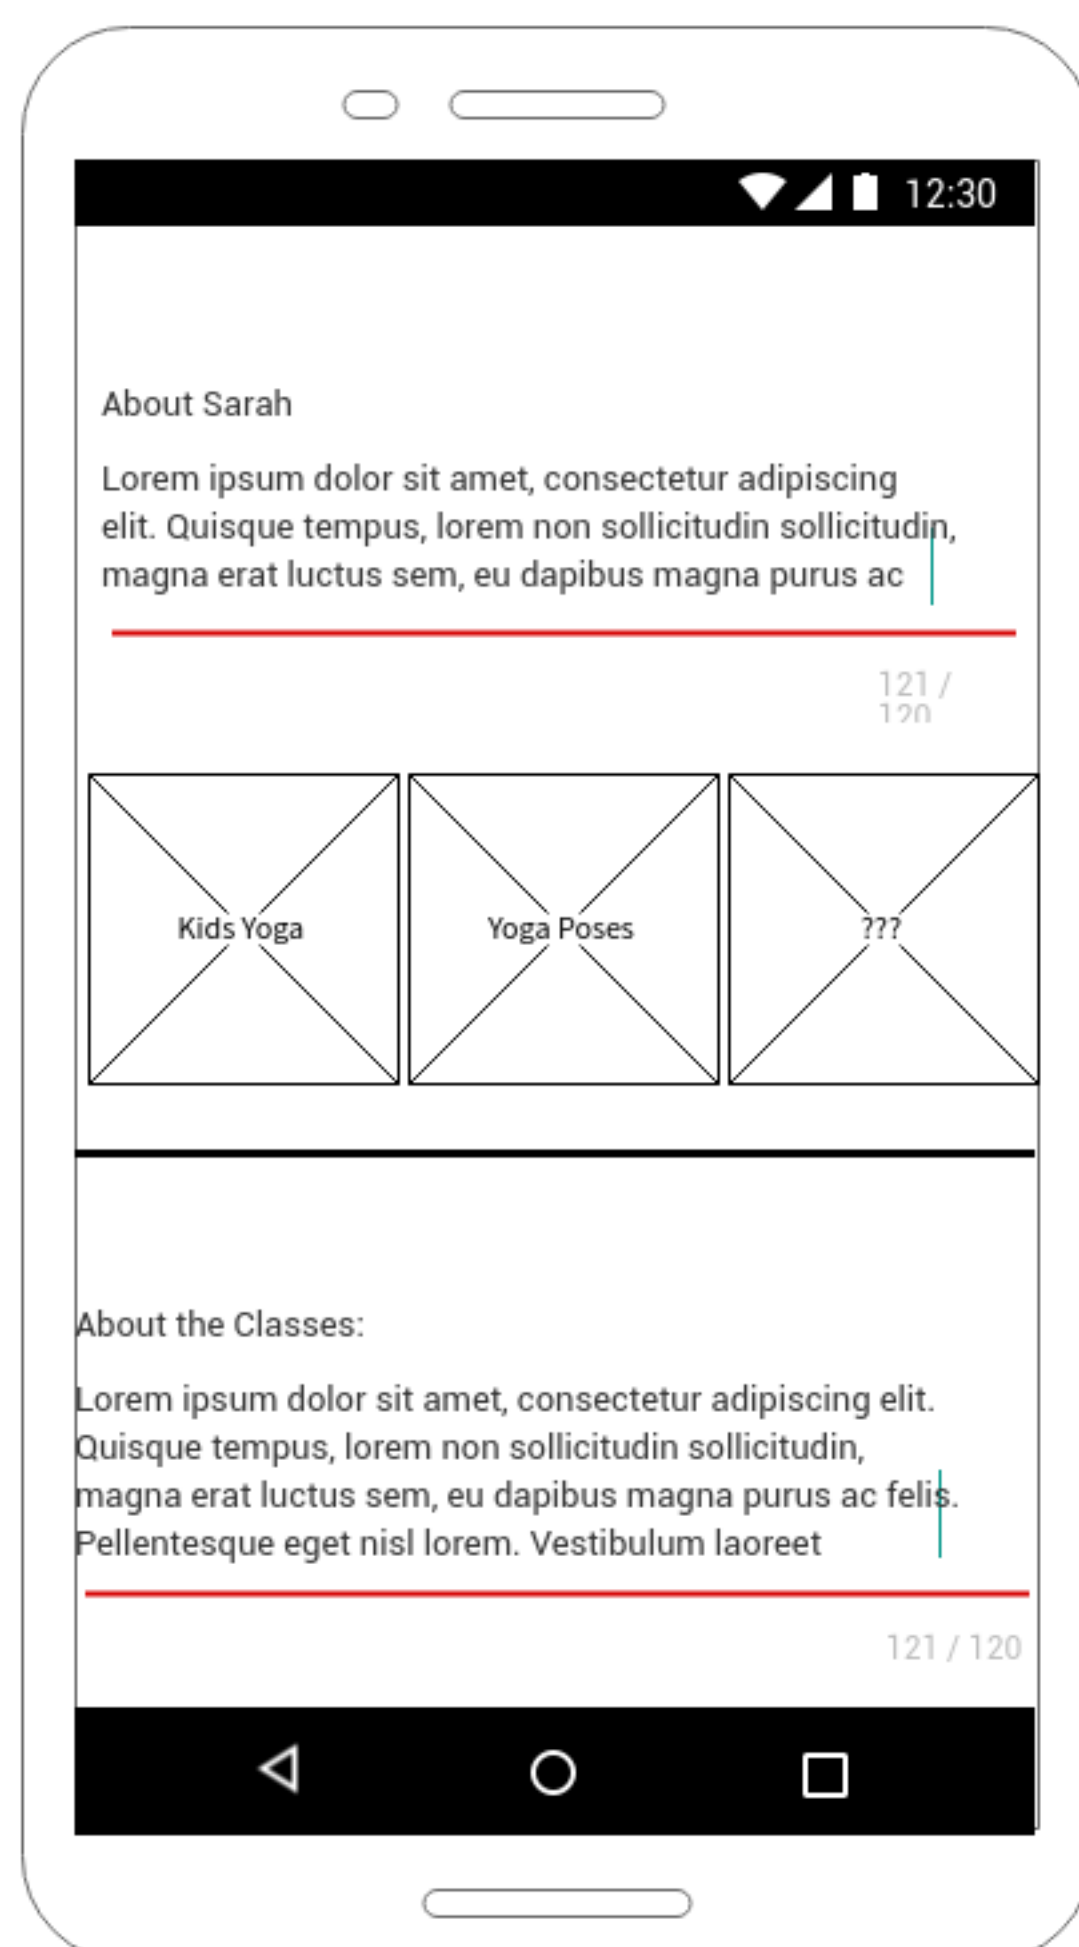 12:30
About Sarah
Lorem ipsum dolor sit amet, consectetur adipiscing
elit. Quisque tempus, lorem non sollicitudin sollicitudin,
magna erat luctus sem, eu dapibus magna purus ac
121 /
120
Kids Yoga
Yoga Poses
???
About the Classes:
Lorem ipsum dolor sit amet, consectetur adipiscing elit.
Quisque tempus, lorem non sollicitudin sollicitudin,
magna erat luctus sem, eu dapibus magna purus ac felis.
Pellentesque eget nisl lorem. Vestibulum laoreet
121 / 120